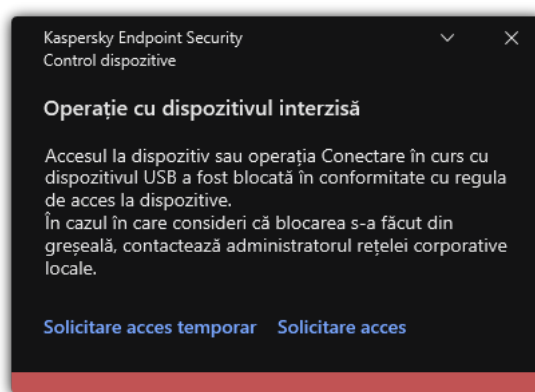 Kaspersky Endpoint Security
Control dispozitive
Operație cu dispozitivul interzisă
Accesul la dispozitiv sau operația Conectare în curs cu
dispozitivul USB a fost blocată în conformitate cu regula
de acces la dispozitive.
În cazul în care consideri că blocarea s-a făcut din
greșeală, contactează administratorul rețelei corporative
locale.
Solicitare acces temporar Solicitare acces